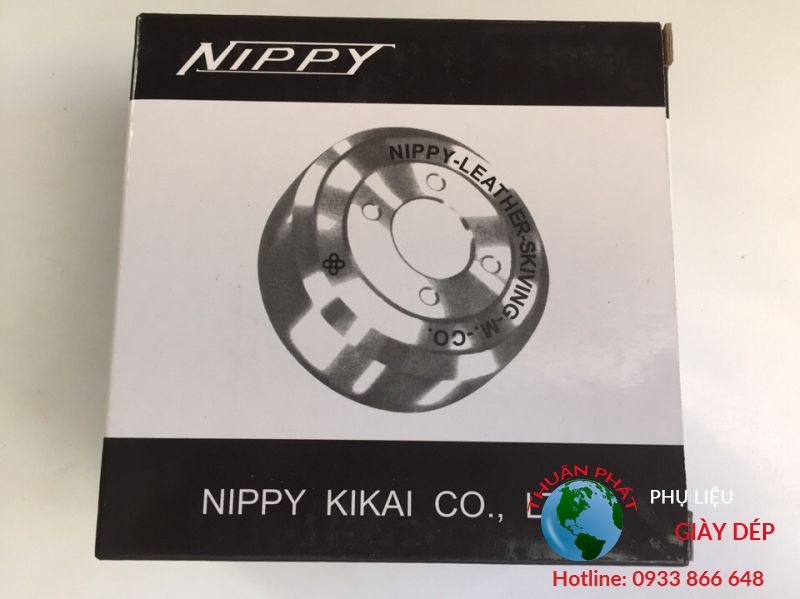 NIPPY
NIPPY-LEATHER-SKIVING-M.-CO.
NIPPY KIKAI CO., L
THUẬN PHÁT
PHỤ LIỆU
GIÀY DÉP
Hotline: 0933 866 648